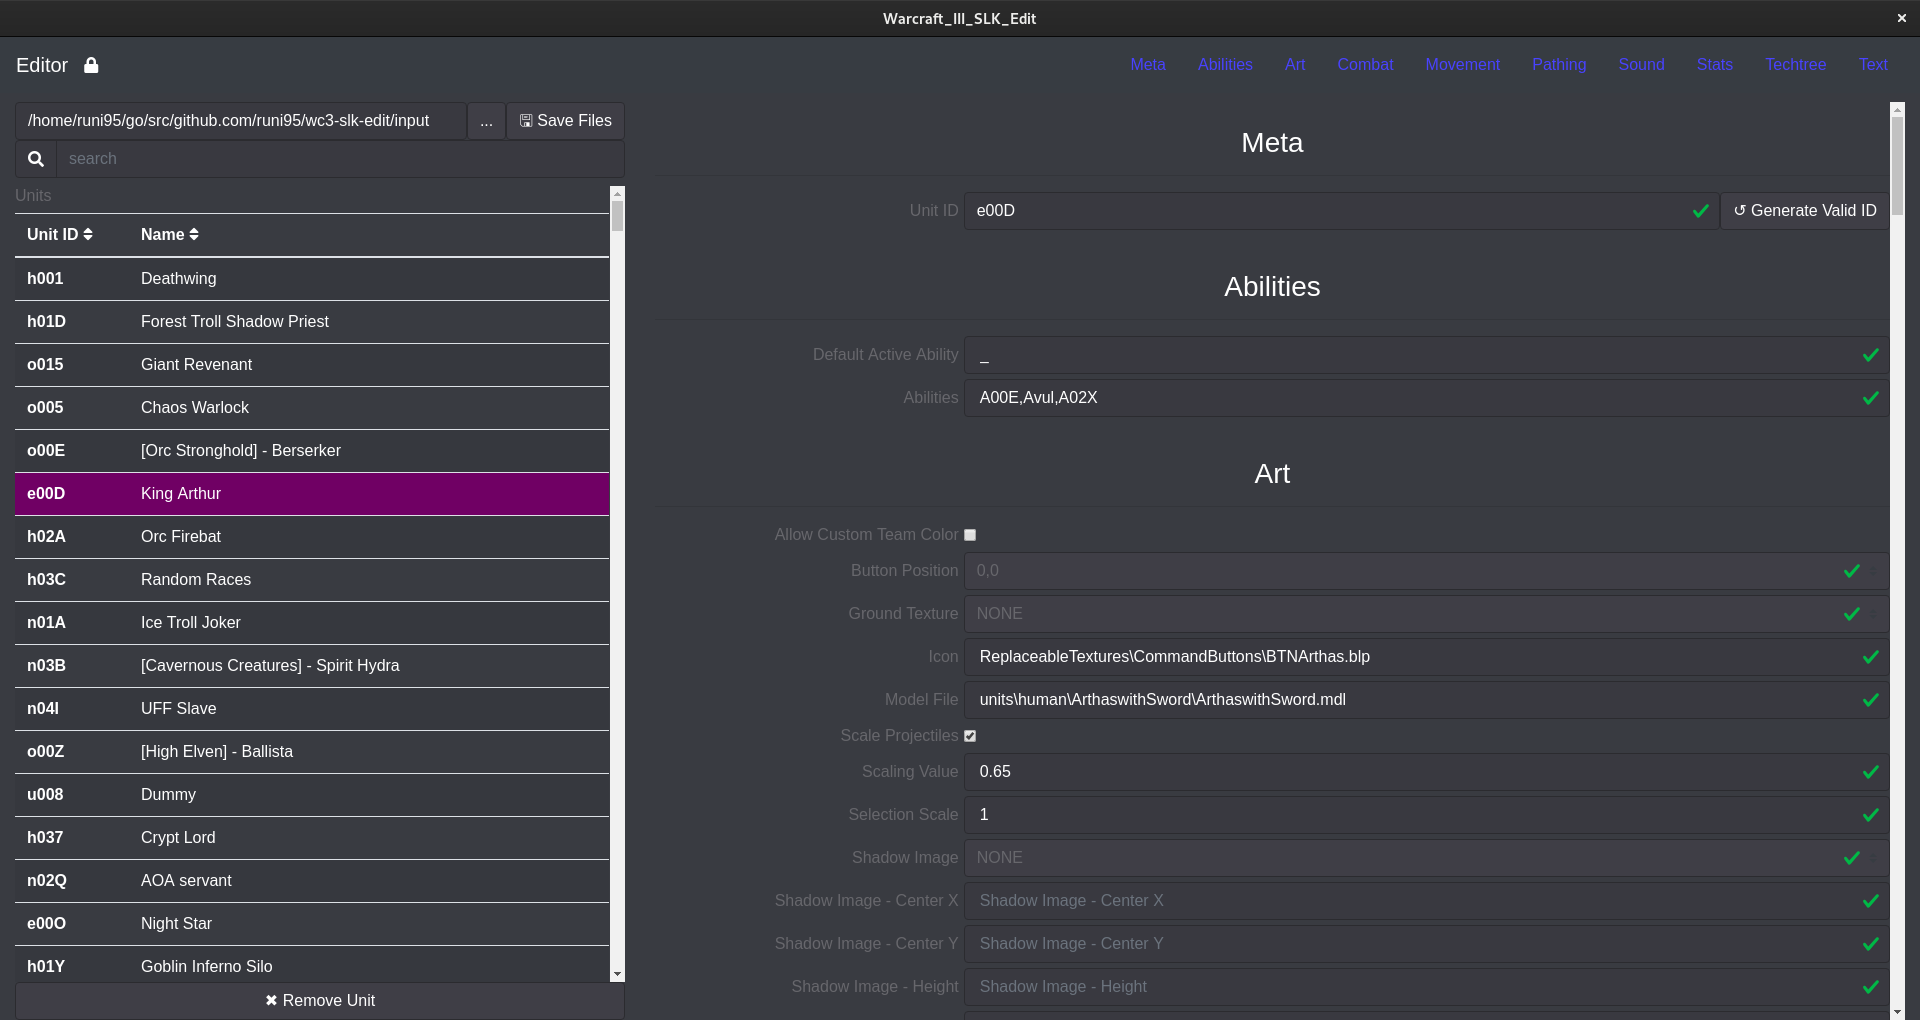 Warcraft_III_SLK_Edit
Editor
Meta Abilities Art Combat Movement Pathing Sound Stats Techtree Text
/home/runi95/go/src/github.com/runi95/wc3-slk-edit/input ... Save Files
search
Units
Unit ID Name
h001 Deathwing
h01D Forest Troll Shadow Priest
o015 Giant Revenant
o005 Chaos Warlock
o00E [Orc Stronghold] - Berserker
e00D King Arthur
h02A Orc Firebat
h03C Random Races
n01A Ice Troll Joker
n03B [Cavernous Creatures] - Spirit Hydra
n04I UFF Slave
o00Z [High Elven] - Ballista
u008 Dummy
h037 Crypt Lord
n02Q AOA servant
e00O Night Star
h01Y Goblin Inferno Silo
✖ Remove Unit
Meta
Unit ID e00D ↺ Generate Valid ID
Abilities
Default Active Ability _
Abilities A00E,Avul,A02X
Art
Allow Custom Team Color
Button Position 0,0
Ground Texture NONE
Icon ReplaceableTextures\CommandButtons\BTNArthas.blp
Model File units\human\ArthaswithSword\ArthaswithSword.mdl
Scale Projectiles
Scaling Value 0.65
Selection Scale 1
Shadow Image NONE
Shadow Image - Center X Shadow Image - Center X
Shadow Image - Center Y Shadow Image - Center Y
Shadow Image - Height Shadow Image - Height